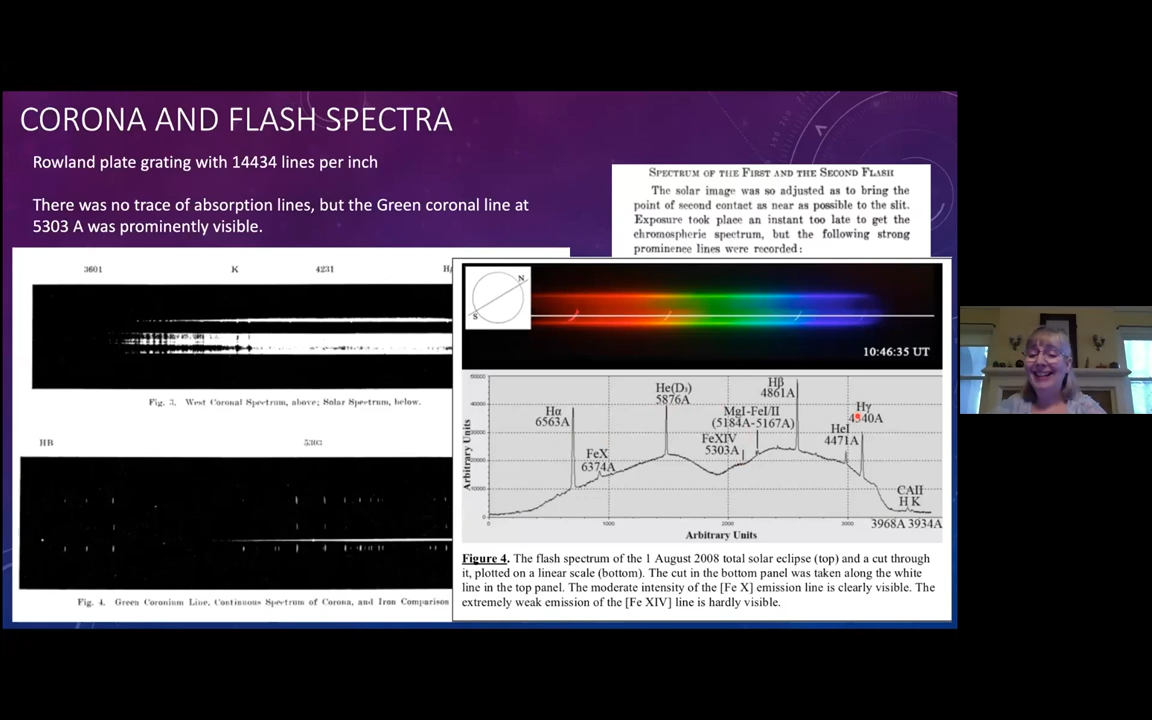 CORONA AND FLASH SPECTRA
Rowland plate grating with 14434 lines per inch
There was no trace of absorption lines, but the Green coronal line at
5303 A was prominently visible.
SPECTRUM OF THE FIRST AND THE SECOND FLASH
The solar image was so adjusted as to bring the
point of second contact as near as possible to the slit.
Exposure took place an instant too late to get the
chromospheric spectrum, but the following strong
prominence lines were recorded:
3601 K 4231 H
Fig. 3. West Coronal Spectrum, above; Solar Spectrum, below.
HB 5303
Fig. 4. Green Coronium Line, Continuous Spectrum of Corona, and Iron Comparison
N
S
10:46:35 UT
Arbitrary Units
60000
40000
30000
20000
10000
0
Hα
6563A
FeX
6374A
He(D₃)
5876A
FeXIV
5303A
MgI-FeI/II
(5184A-5167A)
Hβ
4861A
HeI
4471A
Hγ
4340A
CAII
H K
3968A 3934A
0 1000 2000 3000
Arbitrary Units
Figure 4. The flash spectrum of the 1 August 2008 total solar eclipse (top) and a cut through
it, plotted on a linear scale (bottom). The cut in the bottom panel was taken along the white
line in the top panel. The moderate intensity of the [Fe X] emission line is clearly visible. The
extremely weak emission of the [Fe XIV] line is hardly visible.